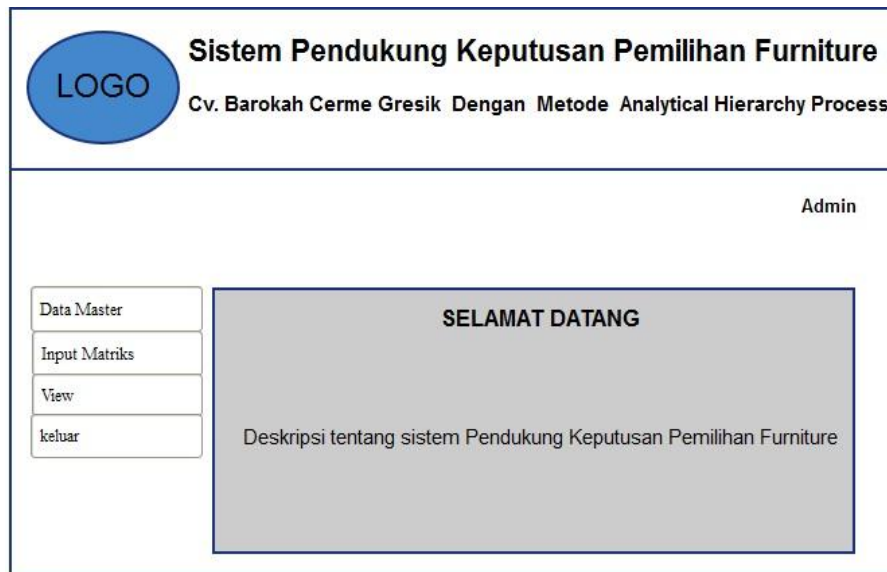 LOGO
Sistem Pendukung Keputusan Pemilihan Furniture
Cv. Barokah Cerme Gresik Dengan Metode Analytical Hierarchy Process
Admin
Data Master
Input Matriks
View
keluar
SELAMAT DATANG
Deskripsi tentang sistem Pendukung Keputusan Pemilihan Furniture